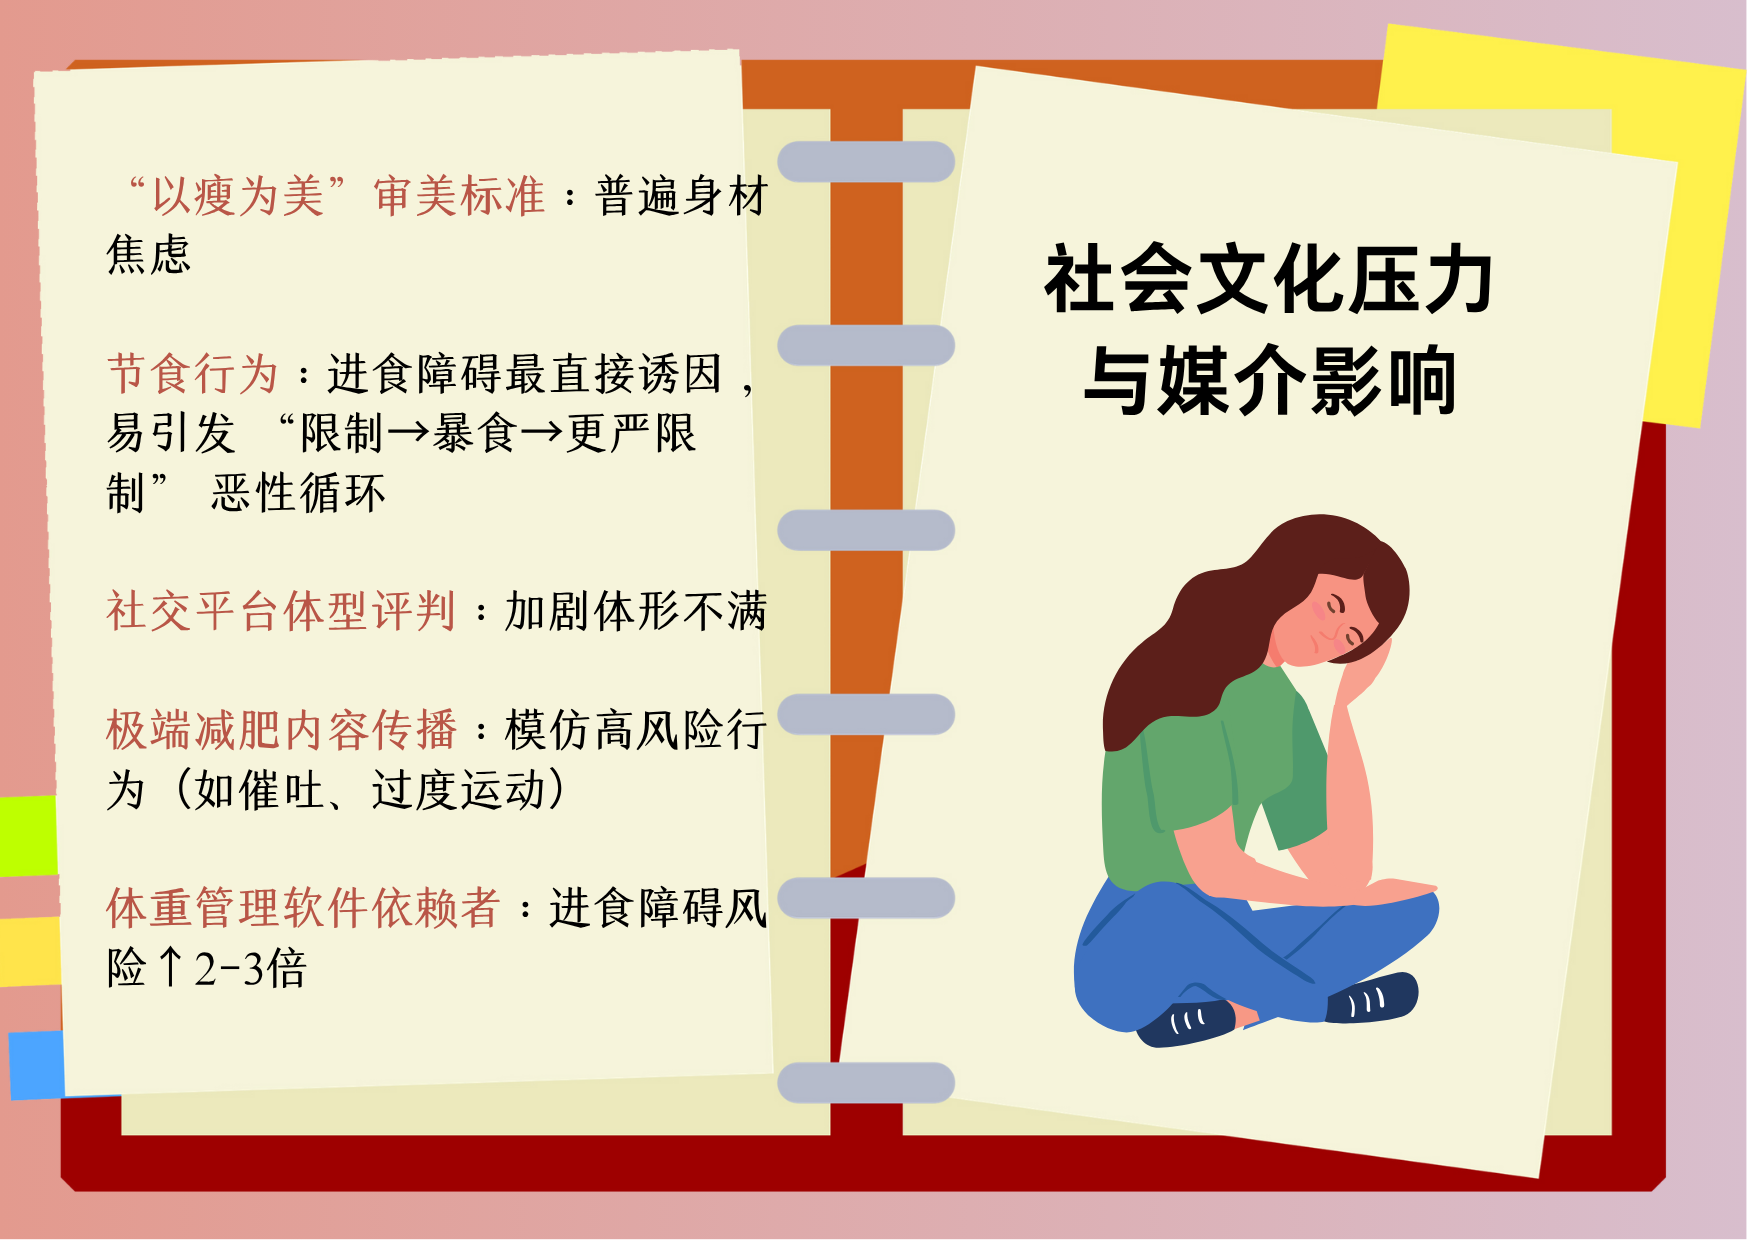 “以瘦为美”审美标准：普遍身材
焦虑
节食行为：进食障碍最直接诱因，
易引发 “限制→暴食→更严限
制” 恶性循环
社交平台体型评判：加剧体形不满
极端减肥内容传播：模仿高风险行
为（如催吐、过度运动）
体重管理软件依赖者：进食障碍风
险↑2-3倍
社会文化压力
与媒介影响